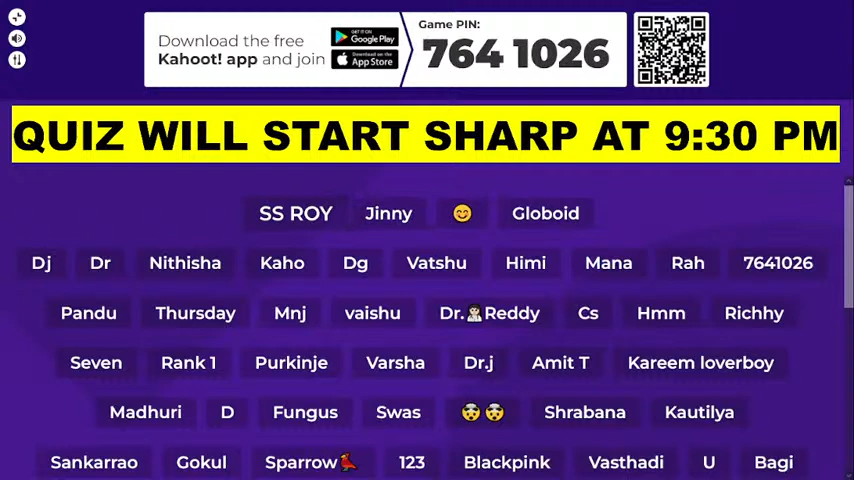 Download the free
Kahoot! app and join
GET IT ON
Google Play
Download on the
App Store
Game PIN:
764 1026
QUIZ WILL START SHARP AT 9:30 PM
SS ROY Jinny 😊 Globoid
Dj Dr Nithisha Kaho Dg Vatshu Himi Mana Rah 7641026
Pandu Thursday Mnj vaishu Dr.👨🏻‍⚕️Reddy Cs Hmm Richhy
Seven Rank 1 Purkinje Varsha Dr.j Amit T Kareem loverboy
Madhuri D Fungus Swas 🤯🤯 Shrabana Kautilya
Sankarrao Gokul Sparrow💃 123 Blackpink Vasthadi U Bagi